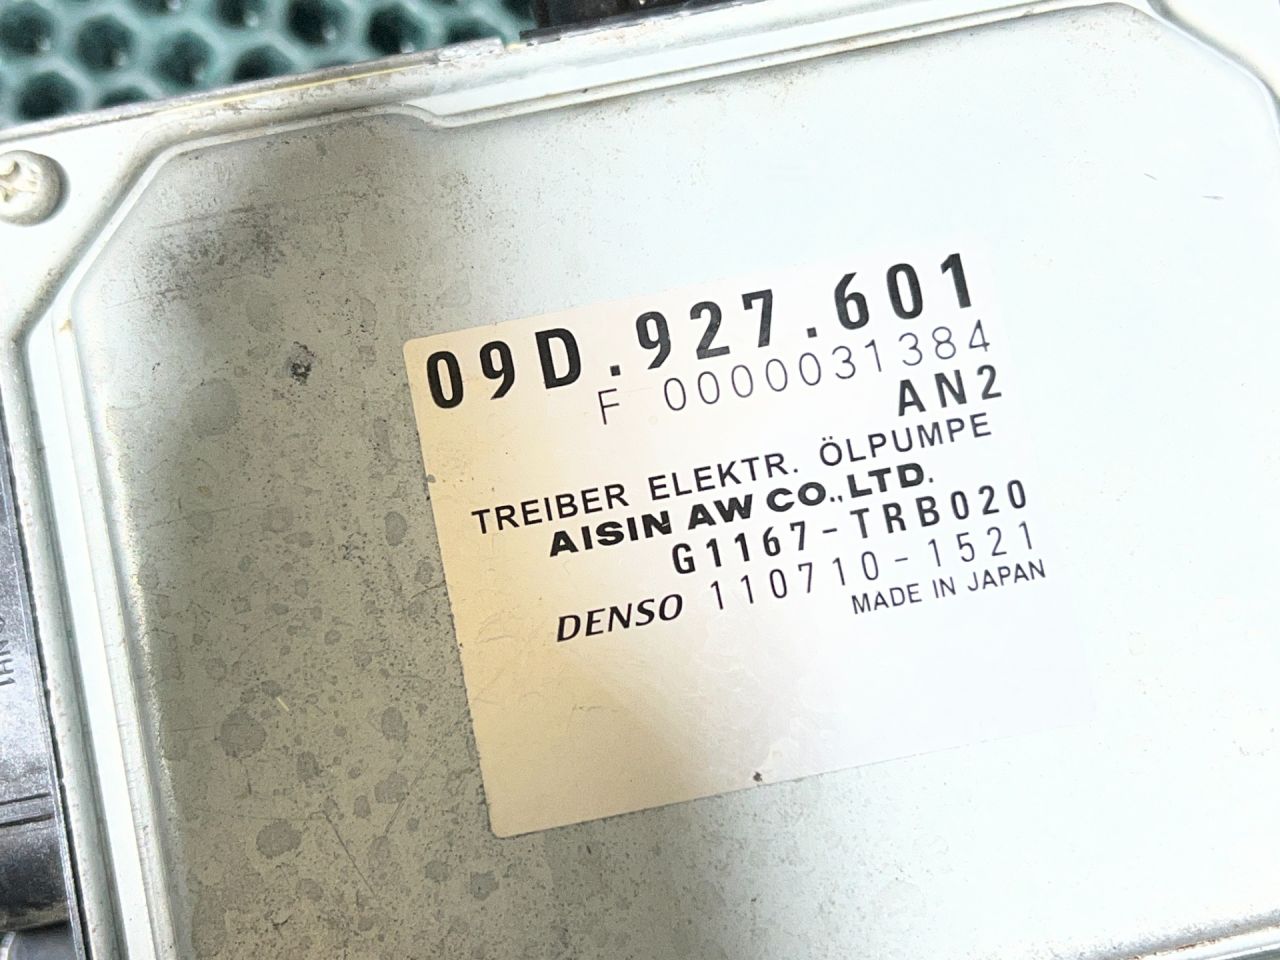 09D.927.601
F 0000031384
AN2
TREIBER ELEKTR. ÖLPUMPE
AISIN AW CO.,LTD.
G1167-TRB020
DENSO 110710-1521
MADE IN JAPAN